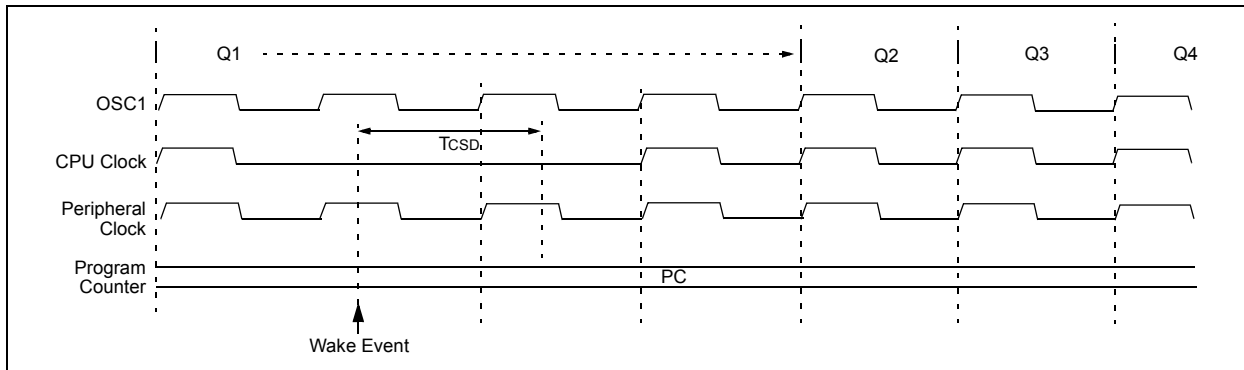 Q1 Q2 Q3 Q4
OSC1
TCSD
CPU Clock
Peripheral
Clock
Program
Counter
PC
Wake Event